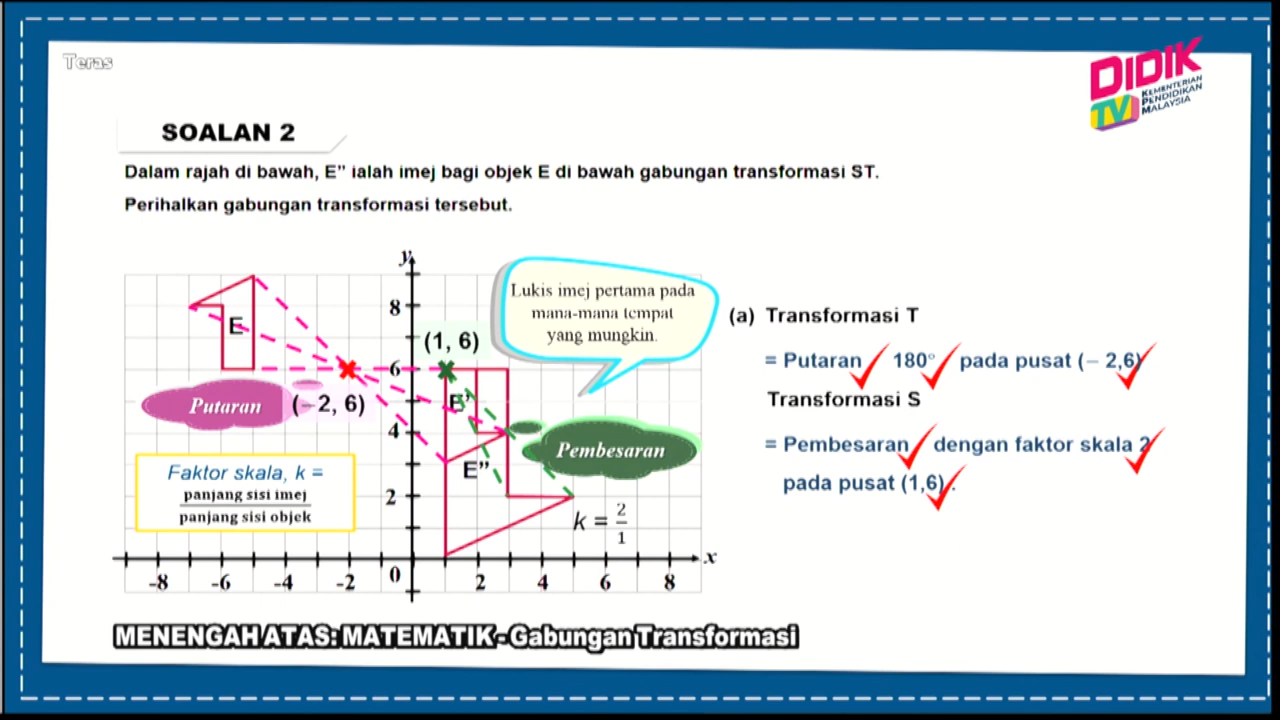 Teras
DIDIK
TV
KEMENTERIAN
PENDIDIKAN
MALAYSIA
SOALAN 2
Dalam rajah di bawah, E” ialah imej bagi objek E di bawah gabungan transformasi ST.
Perihalkan gabungan transformasi tersebut.
y
8
6
4
2
0
-8 -6 -4 -2 2 4 6 8 x
E
E'
E”
(1, 6)
(−2, 6)
Putaran
Pembesaran
Lukis imej pertama pada
mana-mana tempat
yang mungkin.
Faktor skala, k =
panjang sisi imej
panjang sisi objek
k = 2/1
(a) Transformasi T
= Putaran 180° pada pusat (− 2,6)
Transformasi S
= Pembesaran dengan faktor skala 2
pada pusat (1,6) .
MENENGAH ATAS: MATEMATIK - Gabungan Transformasi